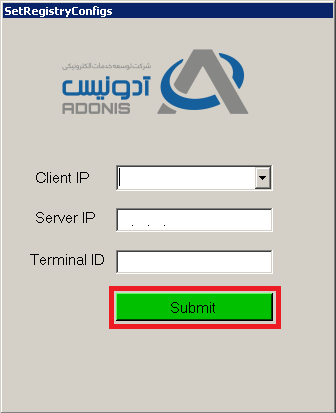 SetRegistryConfigs
شرکت توسعه خدمات الکترونیکی
آدونیس
ADONIS
Client IP
Server IP
. . .
Terminal ID
Submit